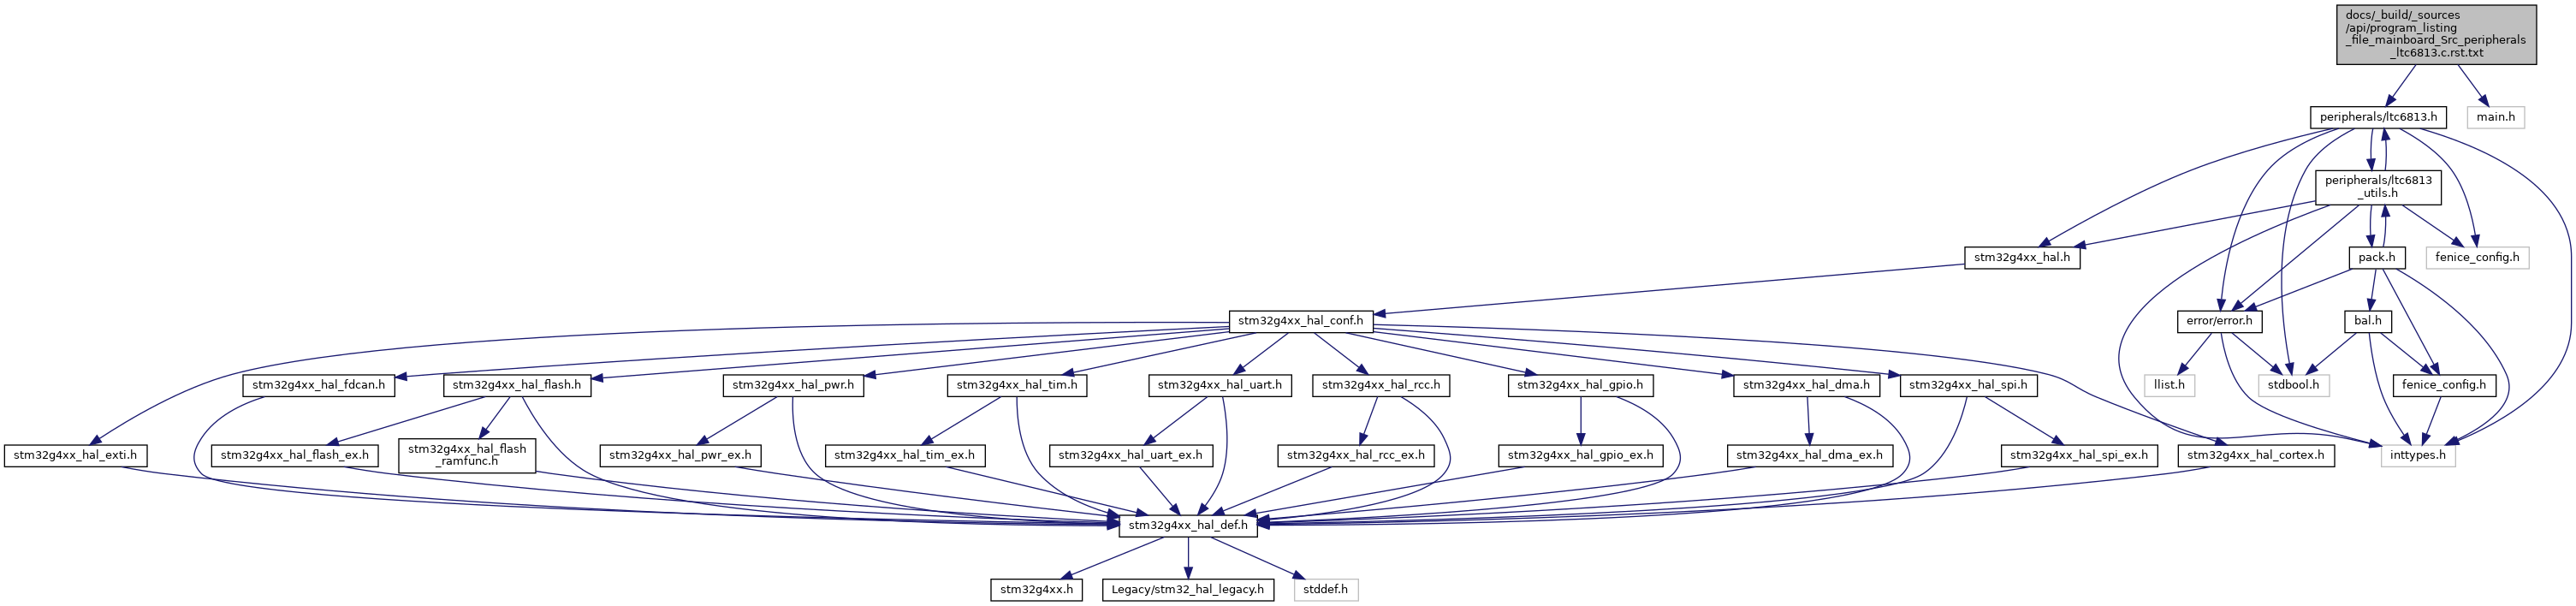 docs/_build/_sources
/api/program_listing
_file_mainboard_Src_peripherals
_ltc6813.c.rst.txt
peripherals/ltc6813.h
main.h
peripherals/ltc6813
_utils.h
stm32g4xx_hal.h
pack.h
fenice_config.h
stm32g4xx_hal_conf.h
error/error.h
bal.h
stm32g4xx_hal_fdcan.h
stm32g4xx_hal_flash.h
stm32g4xx_hal_pwr.h
stm32g4xx_hal_tim.h
stm32g4xx_hal_uart.h
stm32g4xx_hal_rcc.h
stm32g4xx_hal_gpio.h
stm32g4xx_hal_dma.h
stm32g4xx_hal_spi.h
llist.h
stdbool.h
fenice_config.h
stm32g4xx_hal_exti.h
stm32g4xx_hal_flash_ex.h
stm32g4xx_hal_flash
_ramfunc.h
stm32g4xx_hal_pwr_ex.h
stm32g4xx_hal_tim_ex.h
stm32g4xx_hal_uart_ex.h
stm32g4xx_hal_rcc_ex.h
stm32g4xx_hal_gpio_ex.h
stm32g4xx_hal_dma_ex.h
stm32g4xx_hal_spi_ex.h
stm32g4xx_hal_cortex.h
inttypes.h
stm32g4xx_hal_def.h
stm32g4xx.h
Legacy/stm32_hal_legacy.h
stddef.h